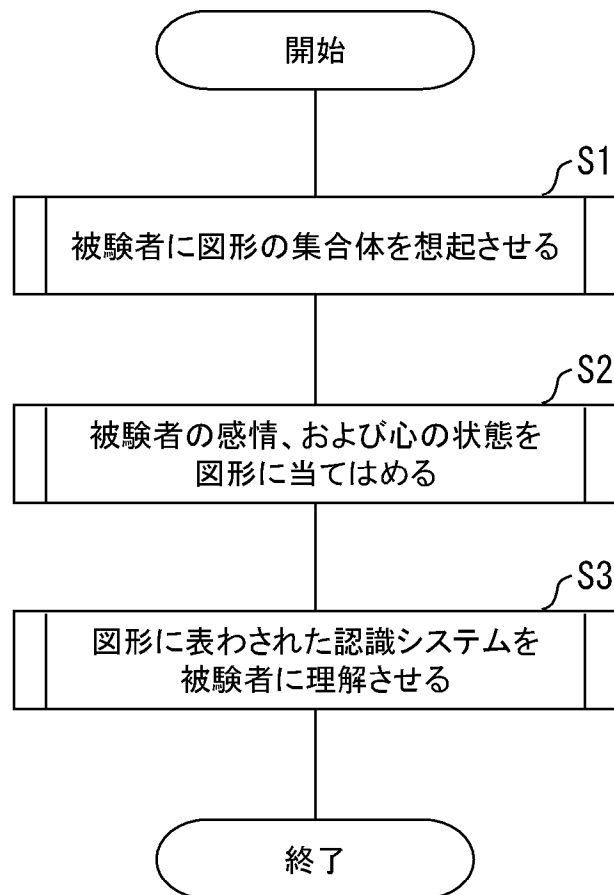 開始
S1
被験者に図形の集合体を想起させる
S2
被験者の感情、および心の状態を
図形に当てはめる
S3
図形に表わされた認識システムを
被験者に理解させる
終了